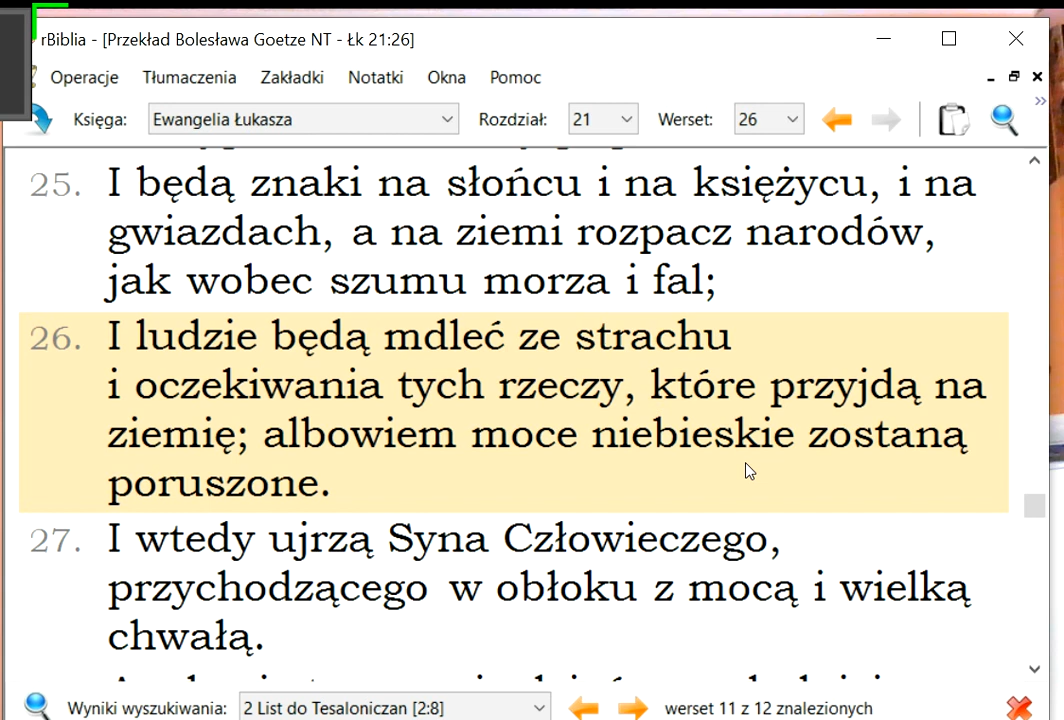 rBiblia - [Przekład Bolesława Goetze NT - Łk 21:26]
Operacje Tłumaczenia Zakładki Notatki Okna Pomoc
Księga: Ewangelia Łukasza Rozdział: 21 Werset: 26
25. I będą znaki na słońcu i na księżycu, i na
gwiazdach, a na ziemi rozpacz narodów,
jak wobec szumu morza i fal;
26. I ludzie będą mdleć ze strachu
i oczekiwania tych rzeczy, które przyjdą na
ziemię; albowiem moce niebieskie zostaną
poruszone.
27. I wtedy ujrzą Syna Człowieczego,
przychodzącego w obłoku z mocą i wielką
chwałą.
Wyniki wyszukiwania: 2 List do Tesaloniczan [2:8] werset 11 z 12 znalezionych